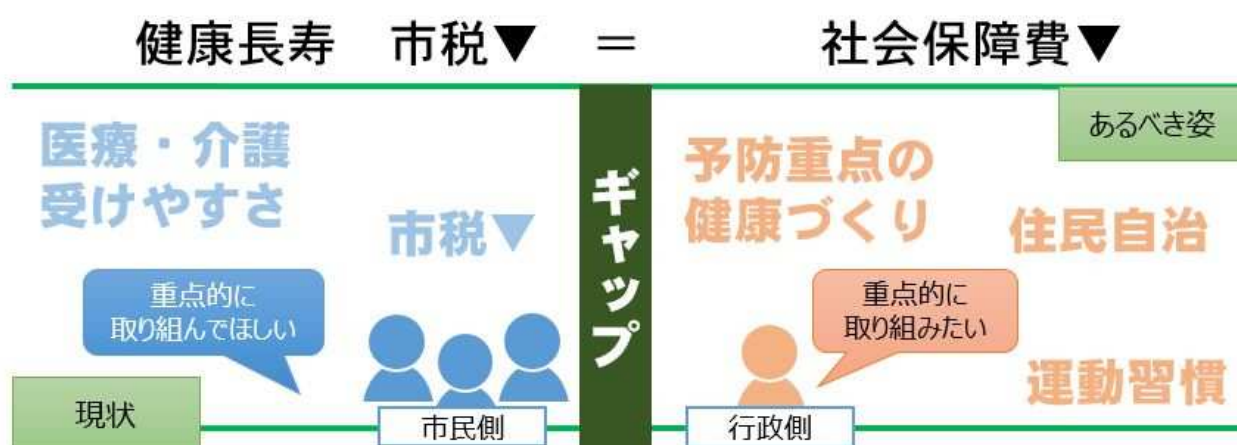 健康長寿 市税▼ = 社会保障費▼
医療・介護
受けやすさ
市税▼
重点的に
取り組んでほしい
現状
市民側
ギャップ
あるべき姿
予防重点の
健康づくり
住民自治
重点的に
取り組みたい
運動習慣
行政側